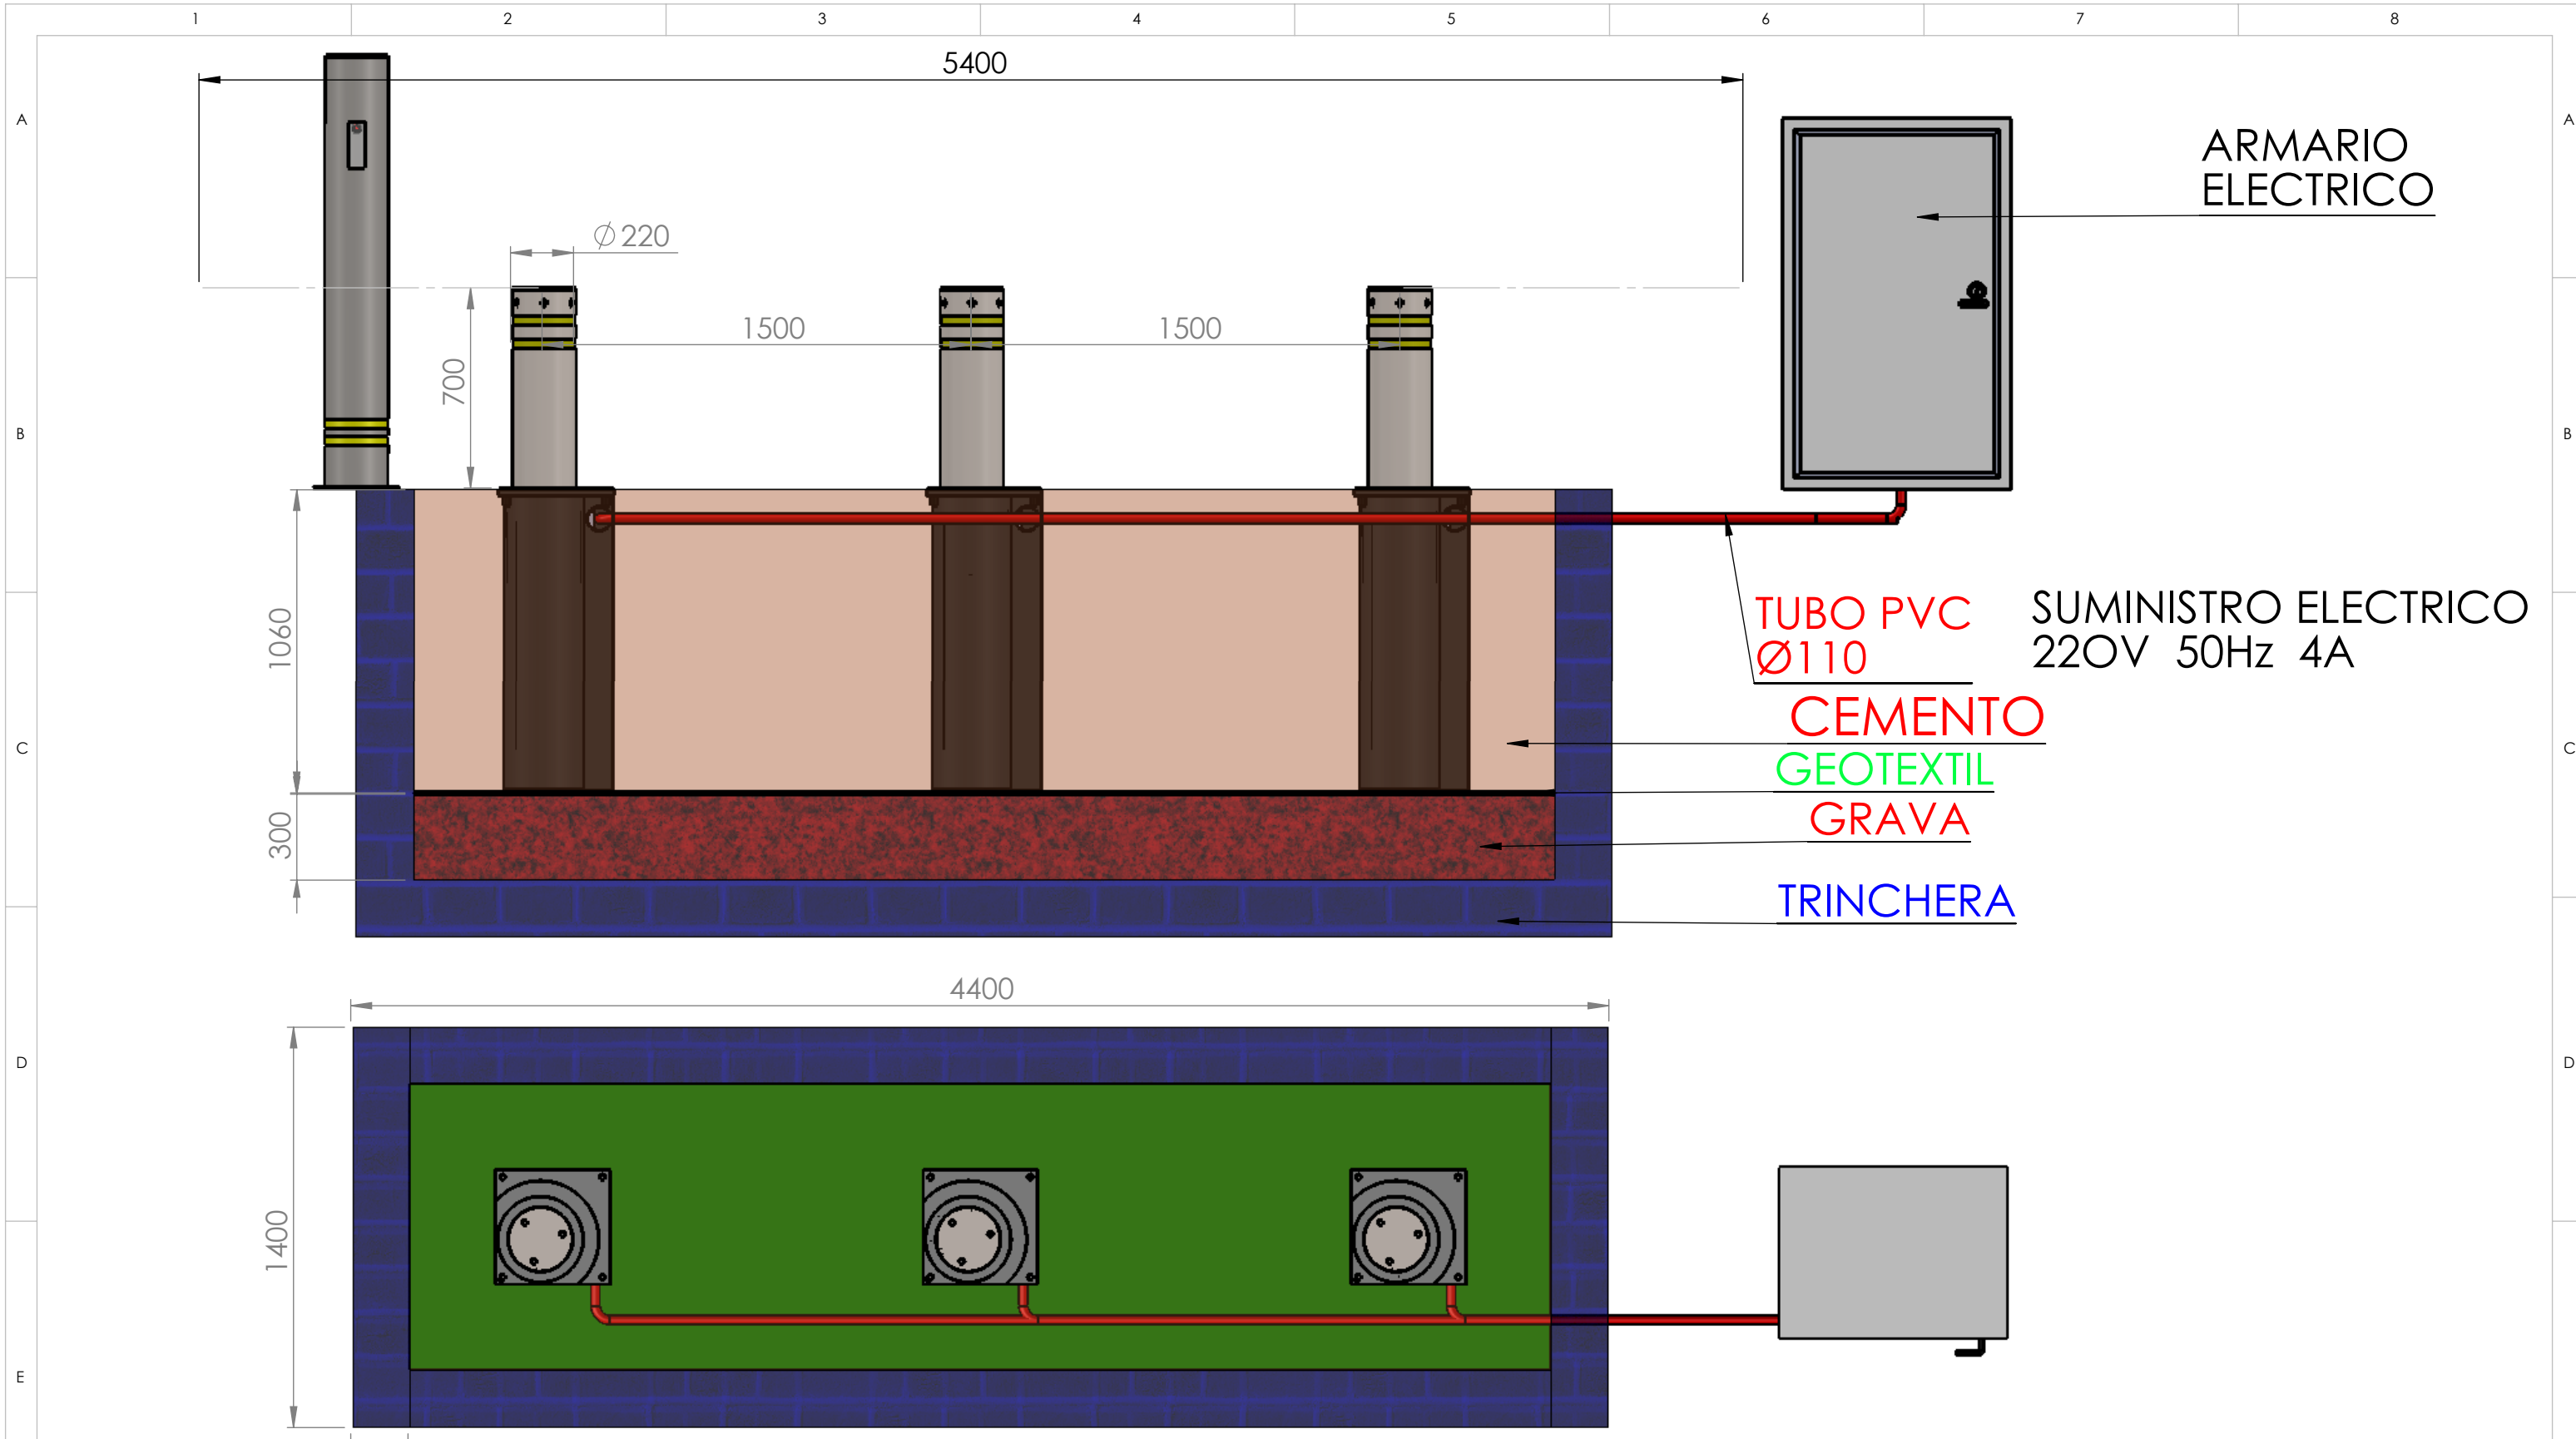 1 2 3 4 5 6 7 8
5400
A A
ARMARIO
ELECTRICO
Ø220
1500 1500
700
B B
1060
TUBO PVC
Ø110
SUMINISTRO ELECTRICO
220V 50Hz 4A
CEMENTO
C C
GEOTEXTIL
GRAVA
300
TRINCHERA
4400
D D
1400
E